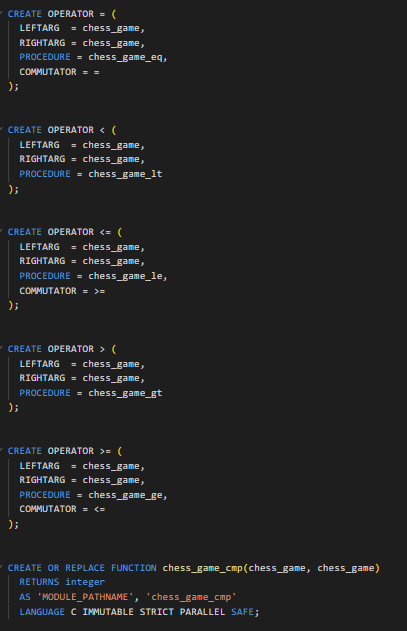 CREATE OPERATOR = (
  LEFTARG  = chess_game,
  RIGHTARG = chess_game,
  PROCEDURE = chess_game_eq,
  COMMUTATOR = =
);
CREATE OPERATOR < (
  LEFTARG  = chess_game,
  RIGHTARG = chess_game,
  PROCEDURE = chess_game_lt
);
CREATE OPERATOR <= (
  LEFTARG  = chess_game,
  RIGHTARG = chess_game,
  PROCEDURE = chess_game_le,
  COMMUTATOR = >=
);
CREATE OPERATOR > (
  LEFTARG  = chess_game,
  RIGHTARG = chess_game,
  PROCEDURE = chess_game_gt
);
CREATE OPERATOR >= (
  LEFTARG  = chess_game,
  RIGHTARG = chess_game,
  PROCEDURE = chess_game_ge,
  COMMUTATOR = <=
);
CREATE OR REPLACE FUNCTION chess_game_cmp(chess_game, chess_game)
  RETURNS integer
  AS 'MODULE_PATHNAME', 'chess_game_cmp'
  LANGUAGE C IMMUTABLE STRICT PARALLEL SAFE;